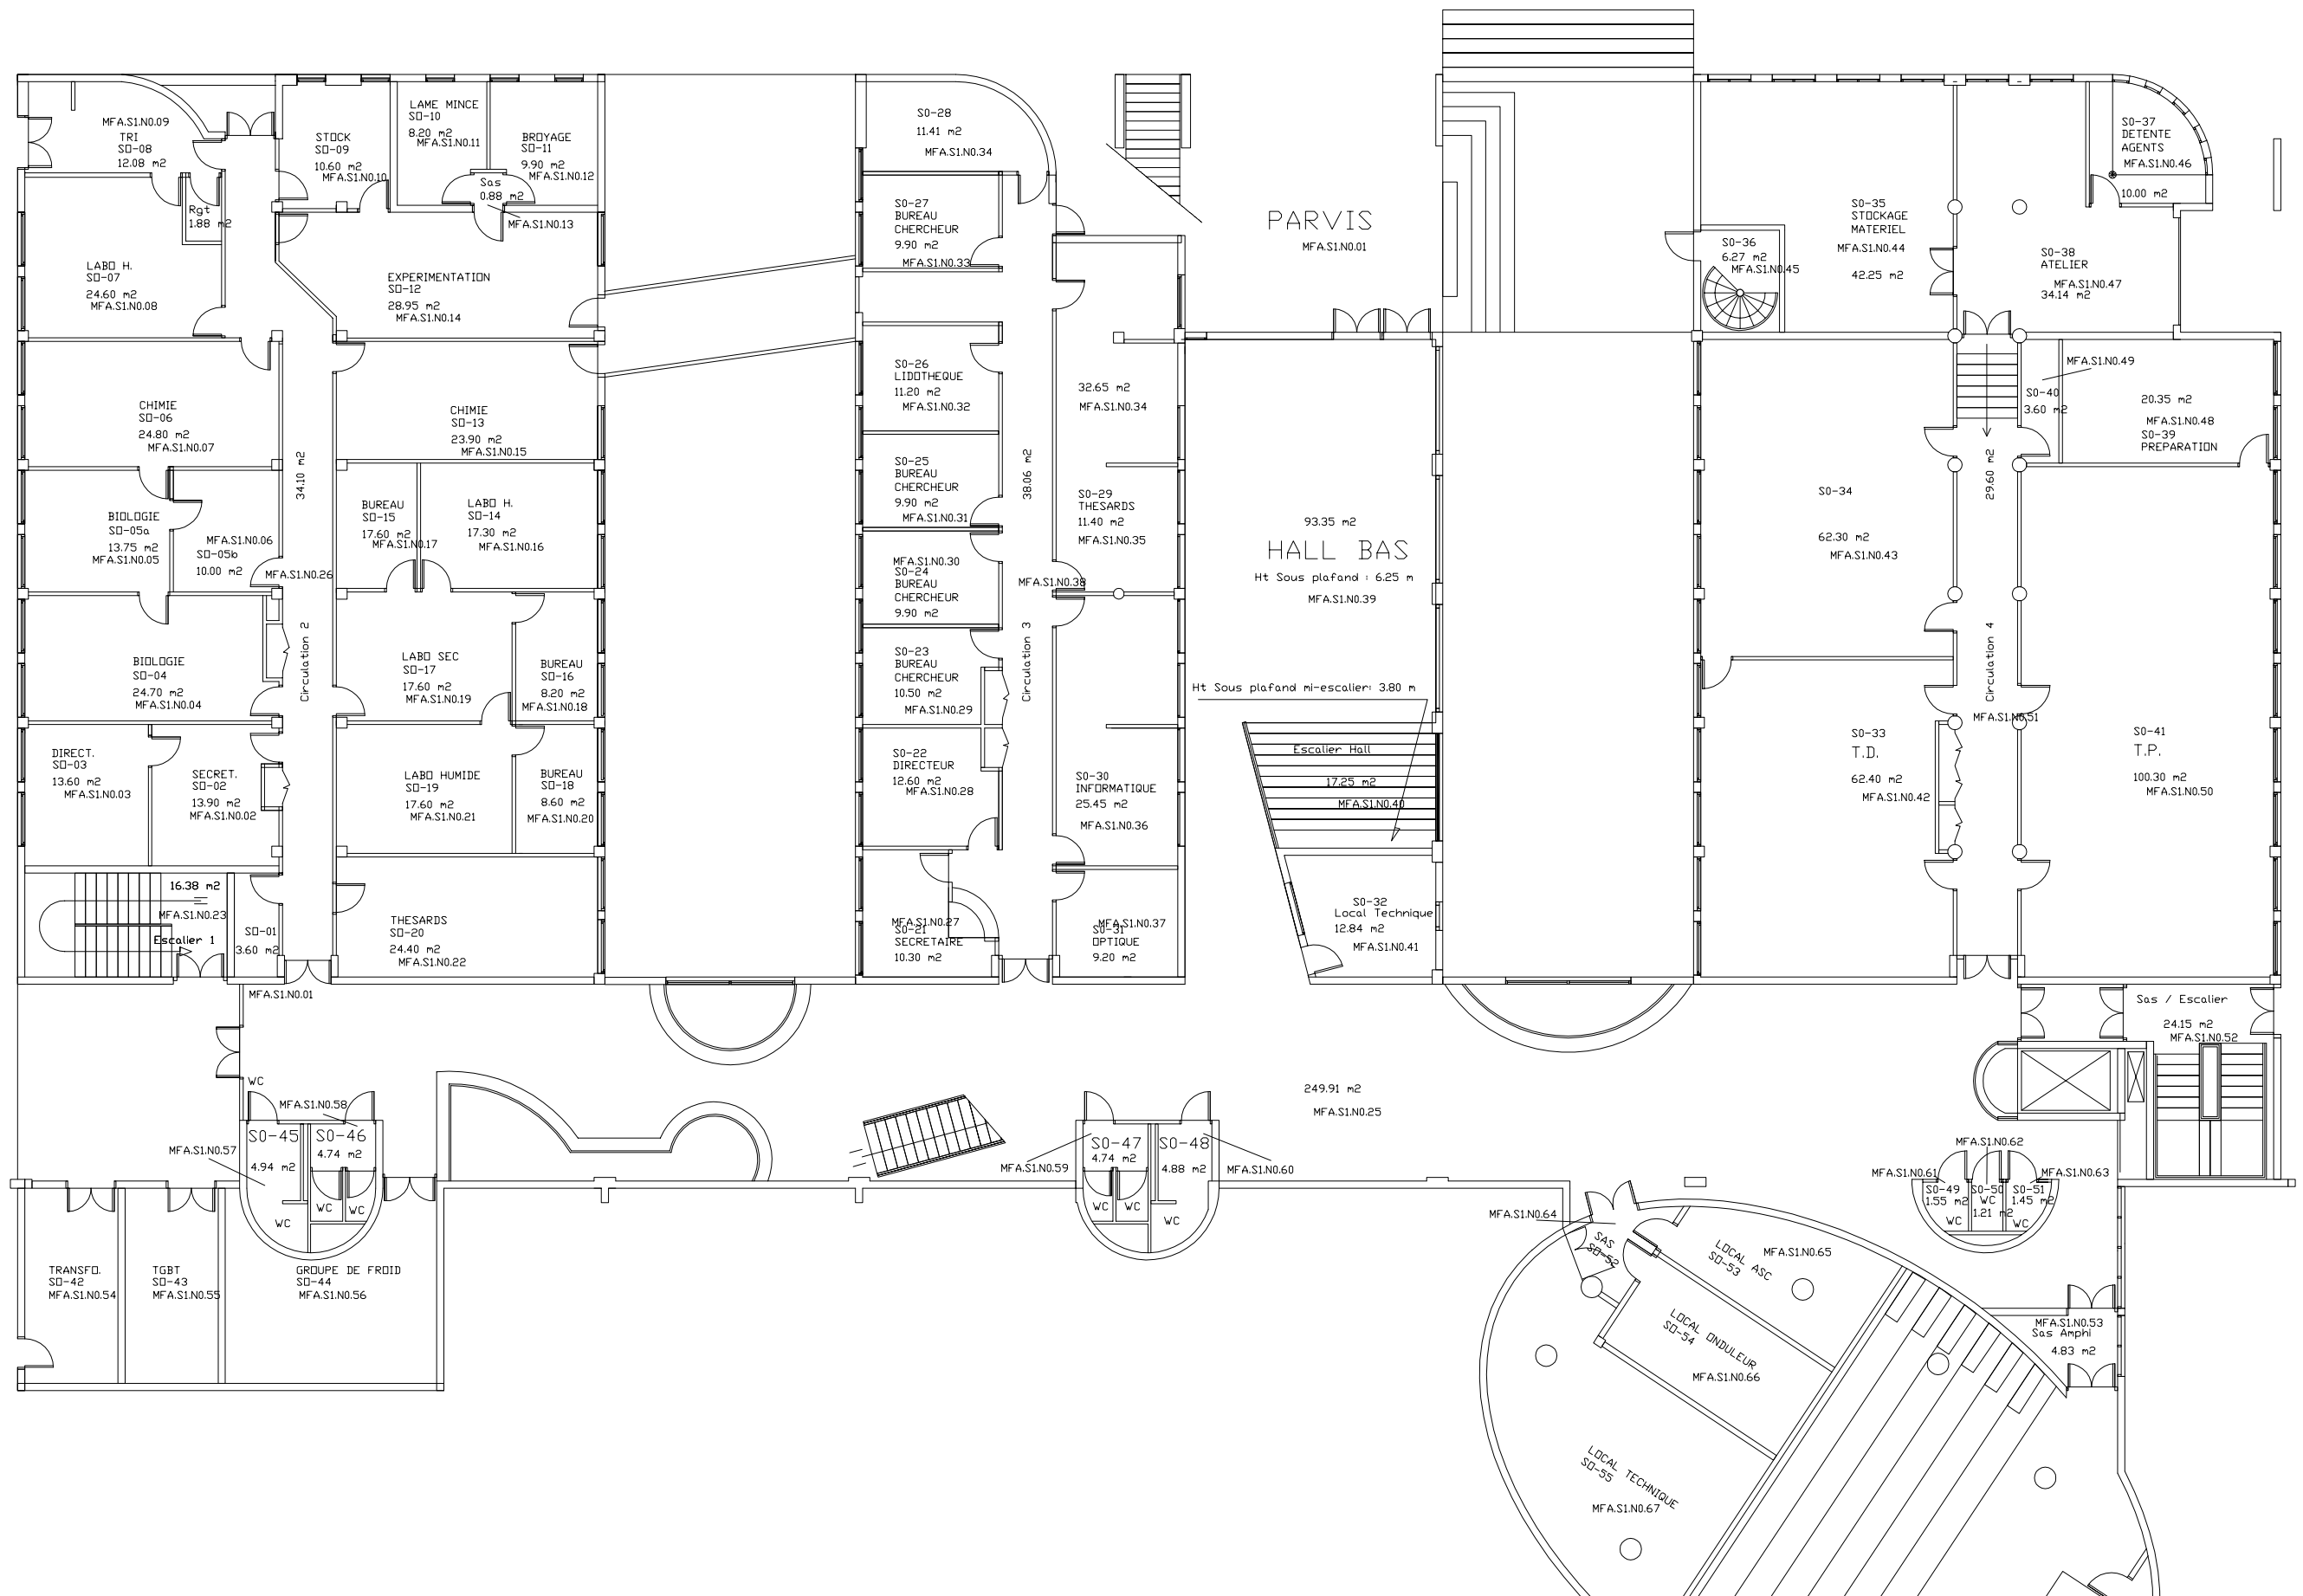 MFA.S1.N0.09
TRI
S0-08
12.08 m2
Rgt
1.88 m2
LABO H.
S0-07
24.60 m2
MFA.S1.N0.08
STOCK
S0-09
10.60 m2
MFA.S1.N0.10
LAME MINCE
S0-10
8.20 m2
MFA.S1.N0.11
BROYAGE
S0-11
9.90 m2
MFA.S1.N0.12
Sas
0.88 m2
MFA.S1.N0.13
EXPERIMENTATION
S0-12
28.95 m2
MFA.S1.N0.14
CHIMIE
S0-06
24.80 m2
MFA.S1.N0.07
CHIMIE
S0-13
23.90 m2
MFA.S1.N0.15
34.10 m2
BIOLOGIE
S0-05a
13.75 m2
MFA.S1.N0.05
MFA.S1.N0.06
S0-05b
10.00 m2
MFA.S1.N0.26
BUREAU
S0-15
17.60 m2
MFA.S1.N0.17
LABO H.
S0-14
17.30 m2
MFA.S1.N0.16
BIOLOGIE
S0-04
24.70 m2
MFA.S1.N0.04
Circulation 2
LABO SEC
S0-17
17.60 m2
MFA.S1.N0.19
BUREAU
S0-16
8.20 m2
MFA.S1.N0.18
DIRECT.
S0-03
13.60 m2
MFA.S1.N0.03
SECRET.
S0-02
13.90 m2
MFA.S1.N0.02
LABO HUMIDE
S0-19
17.60 m2
MFA.S1.N0.21
BUREAU
S0-18
8.60 m2
MFA.S1.N0.20
16.38 m2
MFA.S1.N0.23
Escalier 1
S0-01
3.60 m2
MFA.S1.N0.01
THESARDS
S0-20
24.40 m2
MFA.S1.N0.22
S0-28
11.41 m2
MFA.S1.N0.34
S0-27
BUREAU
CHERCHEUR
9.90 m2
MFA.S1.N0.33
S0-26
LIDOTHEQUE
11.20 m2
MFA.S1.N0.32
S0-25
BUREAU
CHERCHEUR
9.90 m2
MFA.S1.N0.31
MFA.S1.N0.30
S0-24
BUREAU
CHERCHEUR
9.90 m2
S0-23
BUREAU
CHERCHEUR
10.50 m2
MFA.S1.N0.29
S0-22
DIRECTEUR
12.60 m2
MFA.S1.N0.28
MFA.S1.N0.27
S0-21
SECRETAIRE
10.30 m2
38.06 m2
MFA.S1.N0.38
Circulation 3
32.65 m2
MFA.S1.N0.34
S0-29
THESARDS
11.40 m2
MFA.S1.N0.35
S0-30
INFORMATIQUE
25.45 m2
MFA.S1.N0.36
MFA.S1.N0.37
S0-31
OPTIQUE
9.20 m2
PARVIS
MFA.S1.N0.01
93.35 m2
HALL BAS
Ht Sous plafand : 6.25 m
MFA.S1.N0.39
Ht Sous plafand mi-escalier: 3.80 m
Escalier Hall
17.25 m2
MFA.S1.N0.40
S0-32
Local Technique
12.84 m2
MFA.S1.N0.41
S0-36
6.27 m2
MFA.S1.N0.45
S0-35
STOCKAGE
MATERIEL
MFA.S1.N0.44
42.25 m2
S0-37
DETENTE
AGENTS
MFA.S1.N0.46
10.00 m2
S0-38
ATELIER
MFA.S1.N0.47
34.14 m2
MFA.S1.N0.49
S0-40
3.60 m2
20.35 m2
MFA.S1.N0.48
S0-39
PREPARATION
S0-34
62.30 m2
MFA.S1.N0.43
29.60 m2
Circulation 4
MFA.S1.N0.51
S0-33
T.D.
62.40 m2
MFA.S1.N0.42
S0-41
T.P.
100.30 m2
MFA.S1.N0.50
Sas / Escalier
24.15 m2
MFA.S1.N0.52
249.91 m2
MFA.S1.N0.25
WC
MFA.S1.N0.58
MFA.S1.N0.57
S0-45
4.94 m2
WC
S0-46
4.74 m2
WC
WC
S0-47
4.74 m2
MFA.S1.N0.59
WC
WC
S0-48
4.88 m2
MFA.S1.N0.60
WC
MFA.S1.N0.62
MFA.S1.N0.61
MFA.S1.N0.63
S0-49
1.55 m2
WC
S0-50
WC
1.21 m2
S0-51
1.45 m2
WC
TRANSFO.
S0-42
MFA.S1.N0.54
TGBT
S0-43
MFA.S1.N0.55
GROUPE DE FROID
S0-44
MFA.S1.N0.56
MFA.S1.N0.64
SAS
S0-52
LOCAL ASC
S0-53
MFA.S1.N0.65
LOCAL ONDULEUR
S0-54
MFA.S1.N0.66
MFA.S1.N0.53
Sas Amphi
4.83 m2
LOCAL TECHNIQUE
S0-55
MFA.S1.N0.67